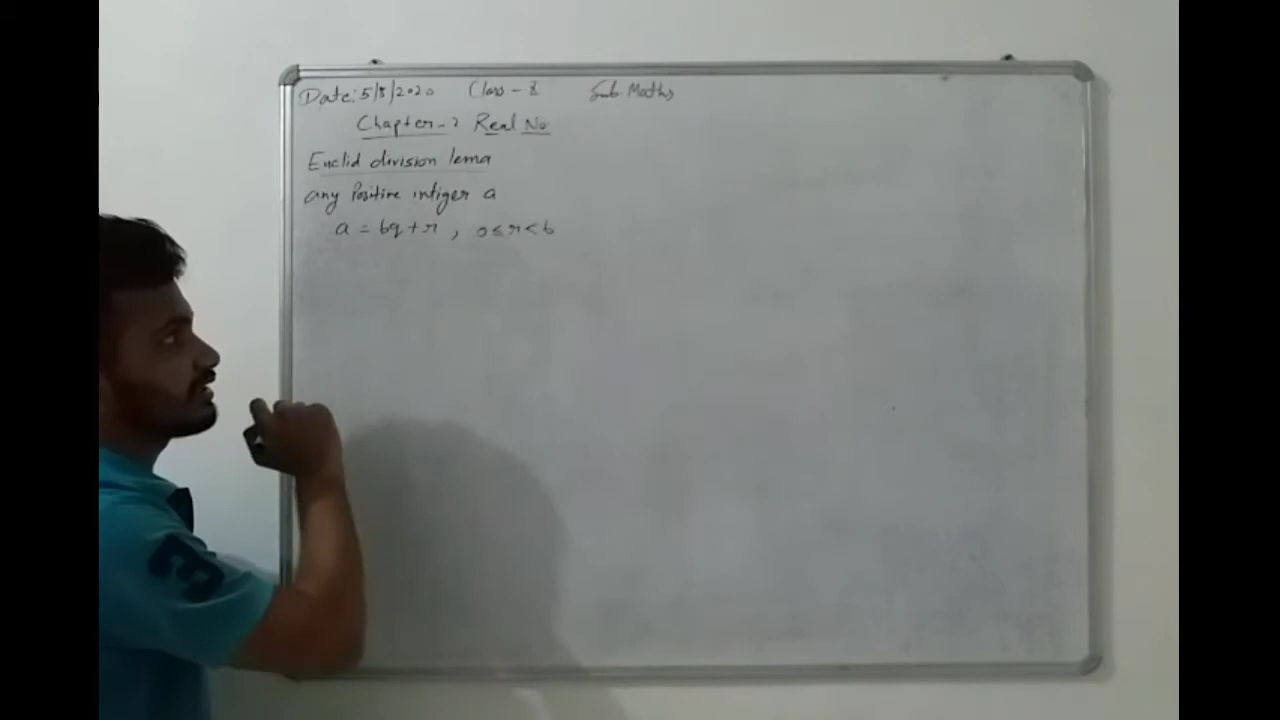 Date: 5/8/2020 Class - X Sub. Maths
Chapter - 1 Real No
Euclid division lema
any Positive intiger a
a = bq + r , 0 ≤ r < b
3